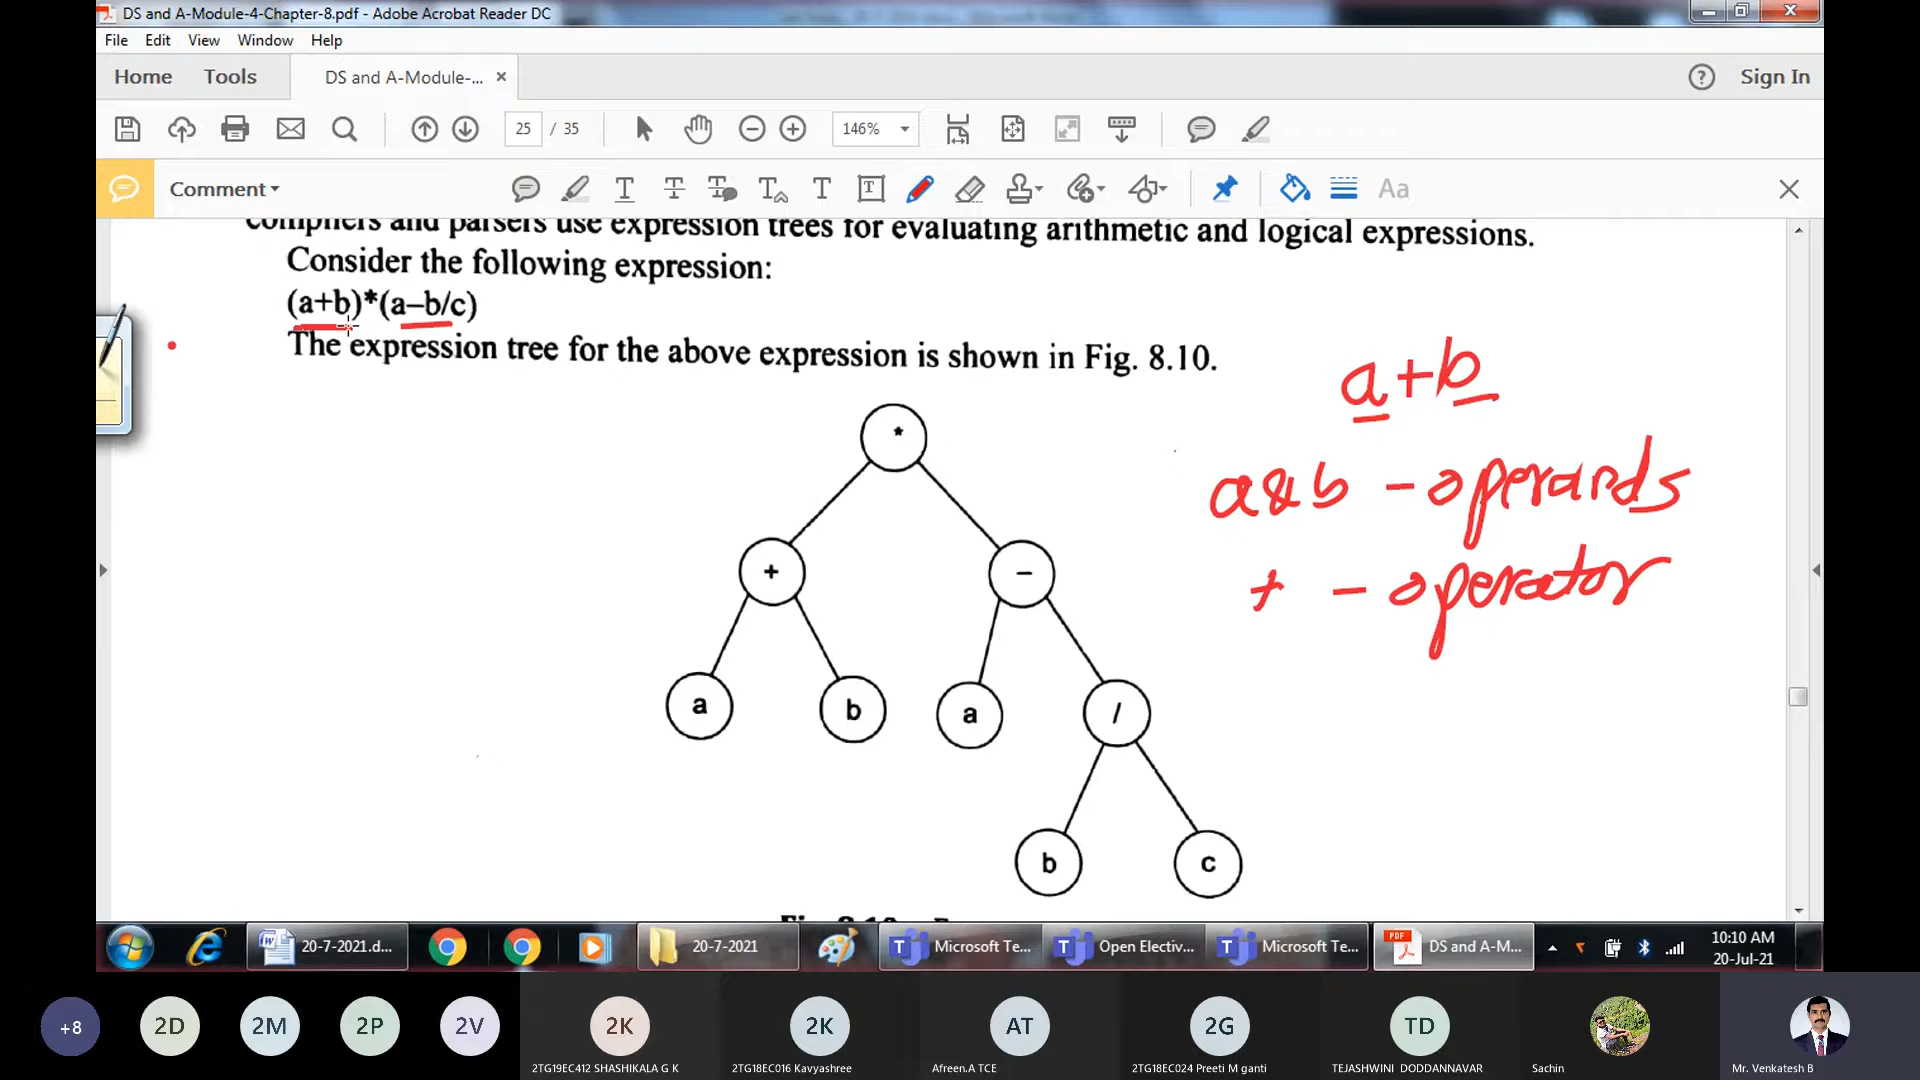 DS and A-Module-4-Chapter-8.pdf - Adobe Acrobat Reader DC
File Edit View Window Help
Home Tools DS and A-Module-... × ? Sign In
25 / 35 146%
Comment T T T T T T Aa
compilers and parsers use expression trees for evaluating arithmetic and logical expressions.
Consider the following expression:
(a+b)*(a–b/c)
The expression tree for the above expression is shown in Fig. 8.10.
a+b
*
a&b - operands
+ –
+ - operator
a b a /
b c
20-7-2021.d... 20-7-2021 Microsoft Te... Open Electiv... Microsoft Te... PDF DS and A-M... 10:10 AM
20-Jul-21
+8 2D 2M 2P 2V 2K 2K AT 2G TD
2TG19EC412 SHASHIKALA G K 2TG18EC016 Kavyashree Afreen.A TCE 2TG18EC024 Preeti M ganti TEJASHWINI DODDANNAVAR Sachin Mr. Venkatesh B